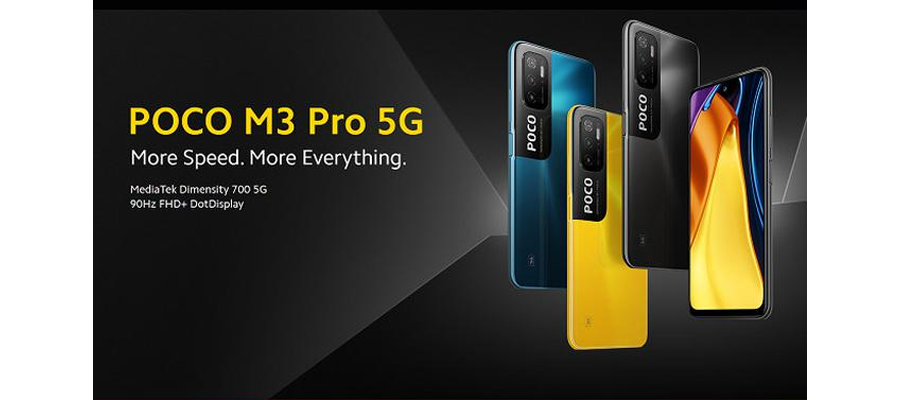 POCO M3 Pro 5G
More Speed. More Everything.
MediaTek Dimensity 700 5G
90Hz FHD+ DotDisplay
POCO
POCO
POCO